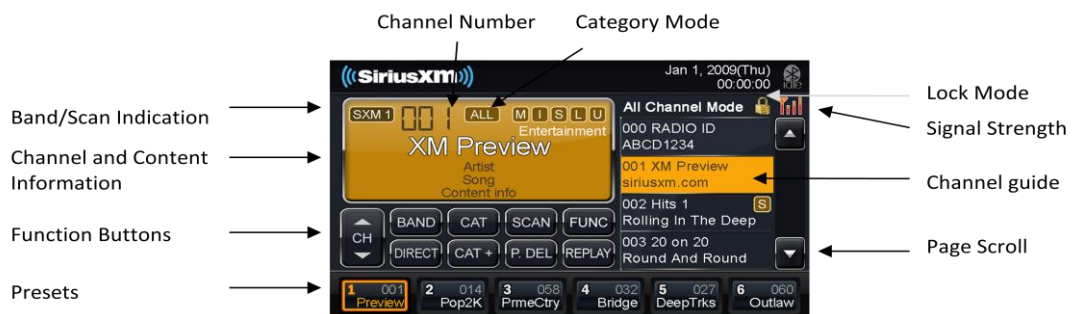 Channel Number
Category Mode
Band/Scan Indication
Channel and Content
Information
Function Buttons
Presets
((SiriusXM))
Jan 1, 2009(Thu)
00:00:00
Idle
SXM 1 001 ALL M I S L U
Entertainment
XM Preview
Artist
Song
Content info
All Channel Mode
000 RADIO ID
ABCD1234
001 XM Preview
siriusxm.com
002 Hits 1 S
Rolling In The Deep
003 20 on 20
Round And Round
CH
BAND CAT SCAN FUNC
DIRECT CAT + P. DEL REPLAY
1 001 Preview
2 014 Pop2K
3 058 PrmeCtry
4 032 Bridge
5 027 DeepTrks
6 060 Outlaw
Lock Mode
Signal Strength
Channel guide
Page Scroll